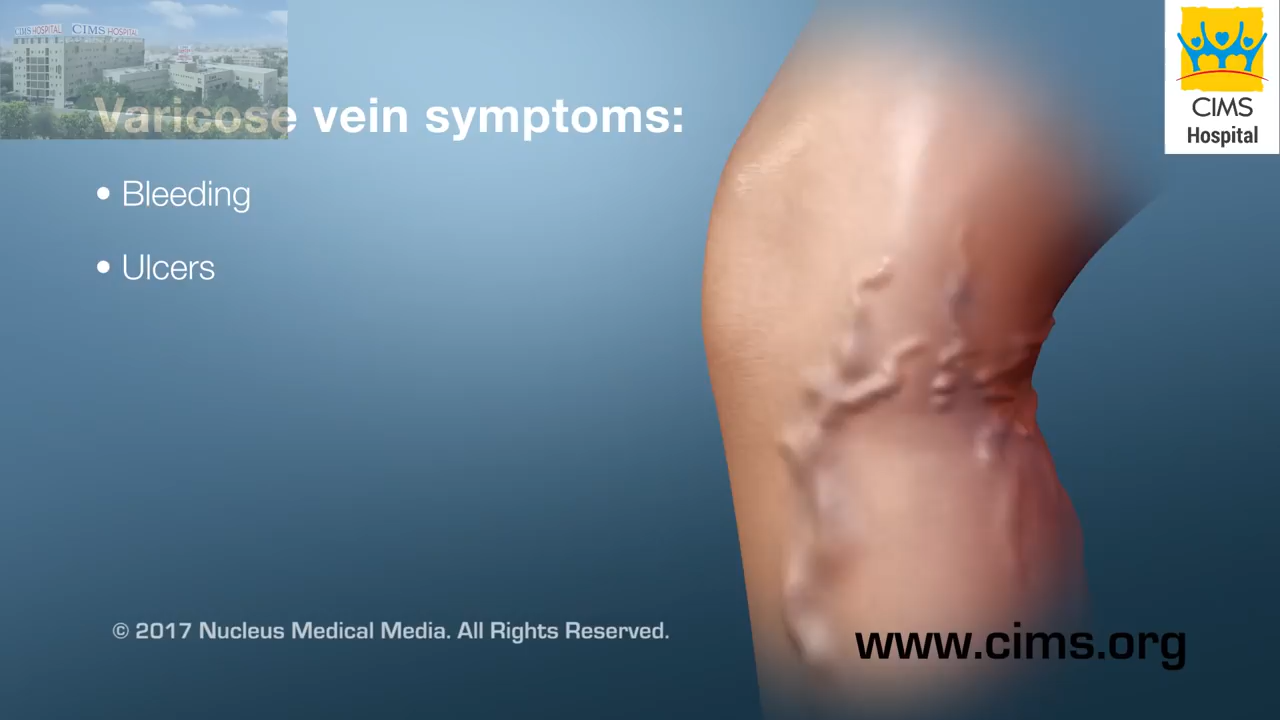 CIMS HOSPITAL CIMS HOSPITAL
Varicose vein symptoms:
• Bleeding
• Ulcers
CIMS
Hospital
© 2017 Nucleus Medical Media. All Rights Reserved.
www.cims.org